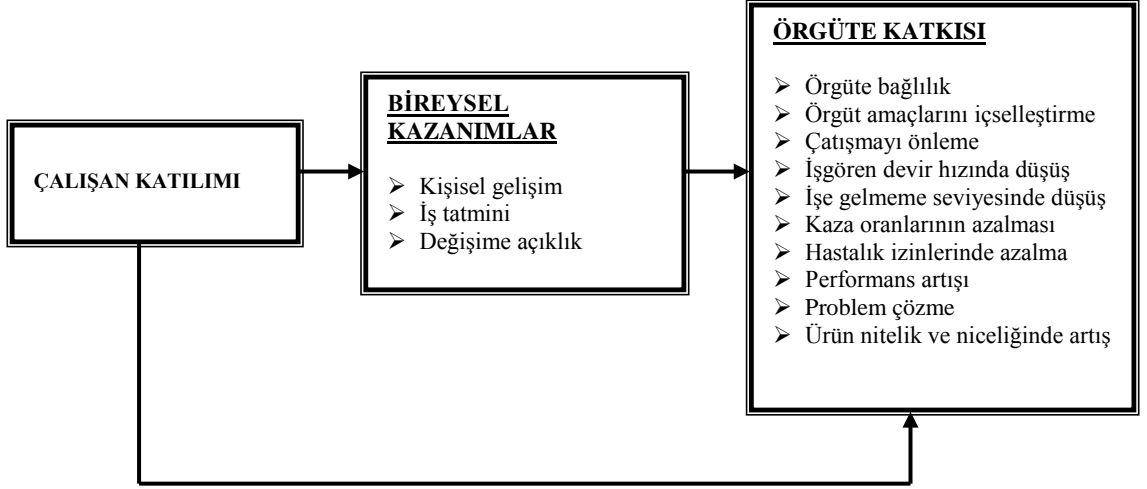 ÇALIŞAN KATILIMI
BİREYSEL
KAZANIMLAR
➢ Kişisel gelişim
➢ İş tatmini
➢ Değişime açıklık
ÖRGÜTE KATKISI
➢ Örgüte bağlılık
➢ Örgüt amaçlarını içselleştirme
➢ Çatışmayı önleme
➢ İşgören devir hızında düşüş
➢ İşe gelmeme seviyesinde düşüş
➢ Kaza oranlarının azalması
➢ Hastalık izinlerinde azalma
➢ Performans artışı
➢ Problem çözme
➢ Ürün nitelik ve niceliğinde artış